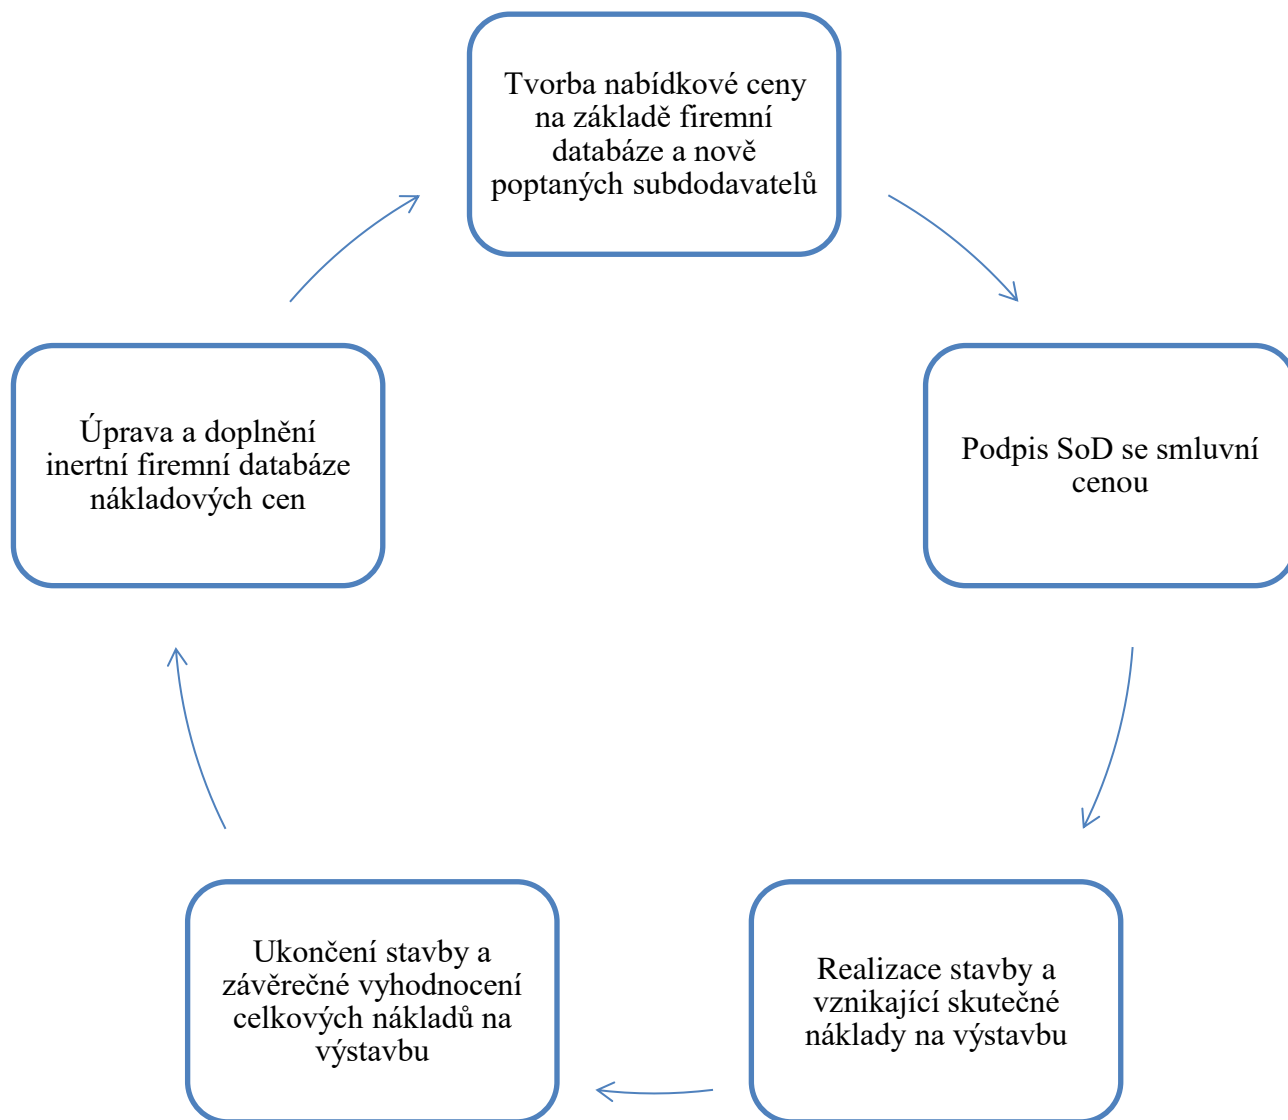 Tvorba nabídkové ceny
na základě firemní
databáze a nově
poptaných subdodavatelů
Podpis SoD se smluvní
cenou
Realizace stavby a
vznikající skutečné
náklady na výstavbu
Ukončení stavby a
závěrečné vyhodnocení
celkových nákladů na
výstavbu
Úprava a doplnění
inertní firemní databáze
nákladových cen